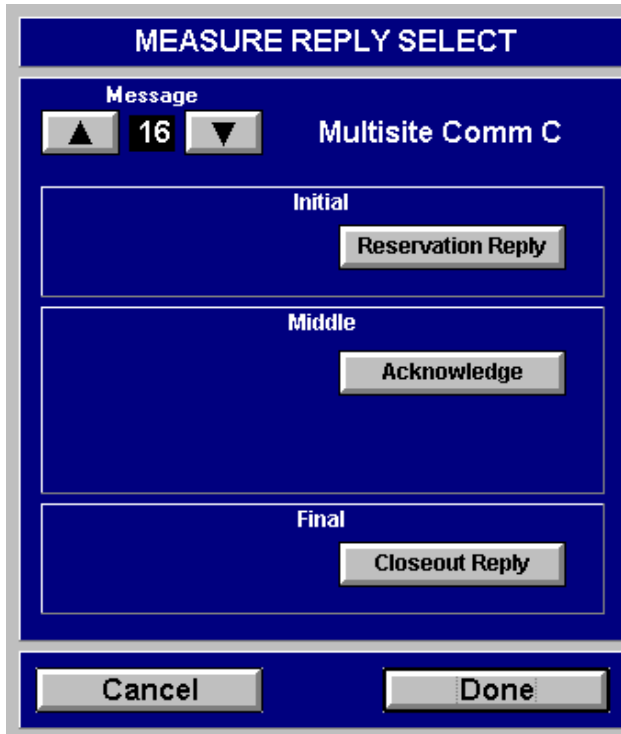 MEASURE REPLY SELECT
Message
▲ 16 ▼ Multisite Comm C
Initial
Reservation Reply
Middle
Acknowledge
Final
Closeout Reply
Cancel Done